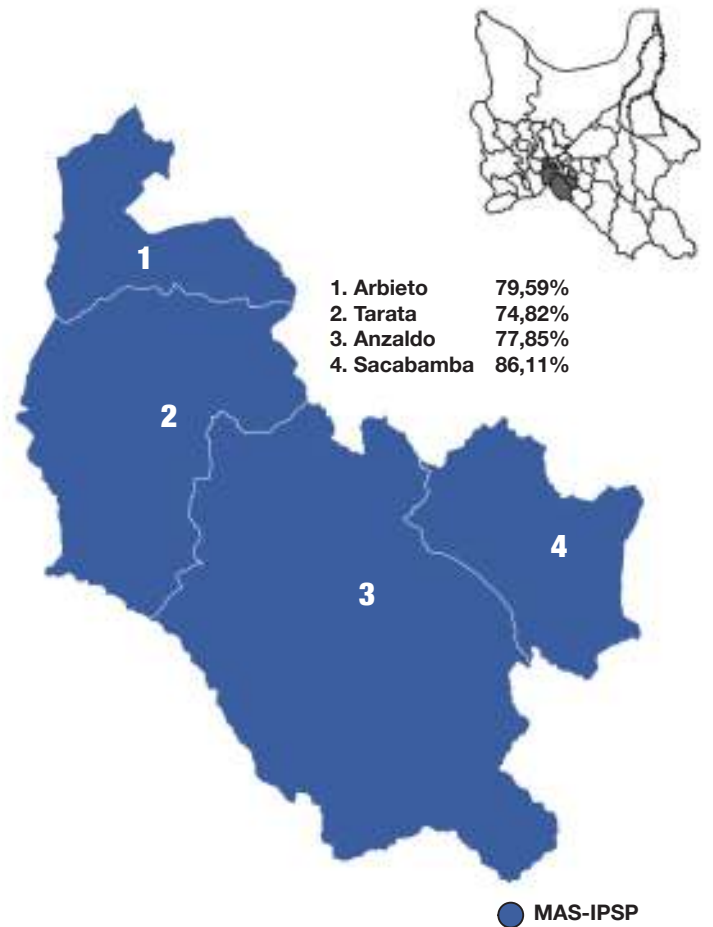 1
1. Arbieto 79,59%
2. Tarata 74,82%
3. Anzaldo 77,85%
4. Sacabamba 86,11%
2
4
3
MAS-IPSP